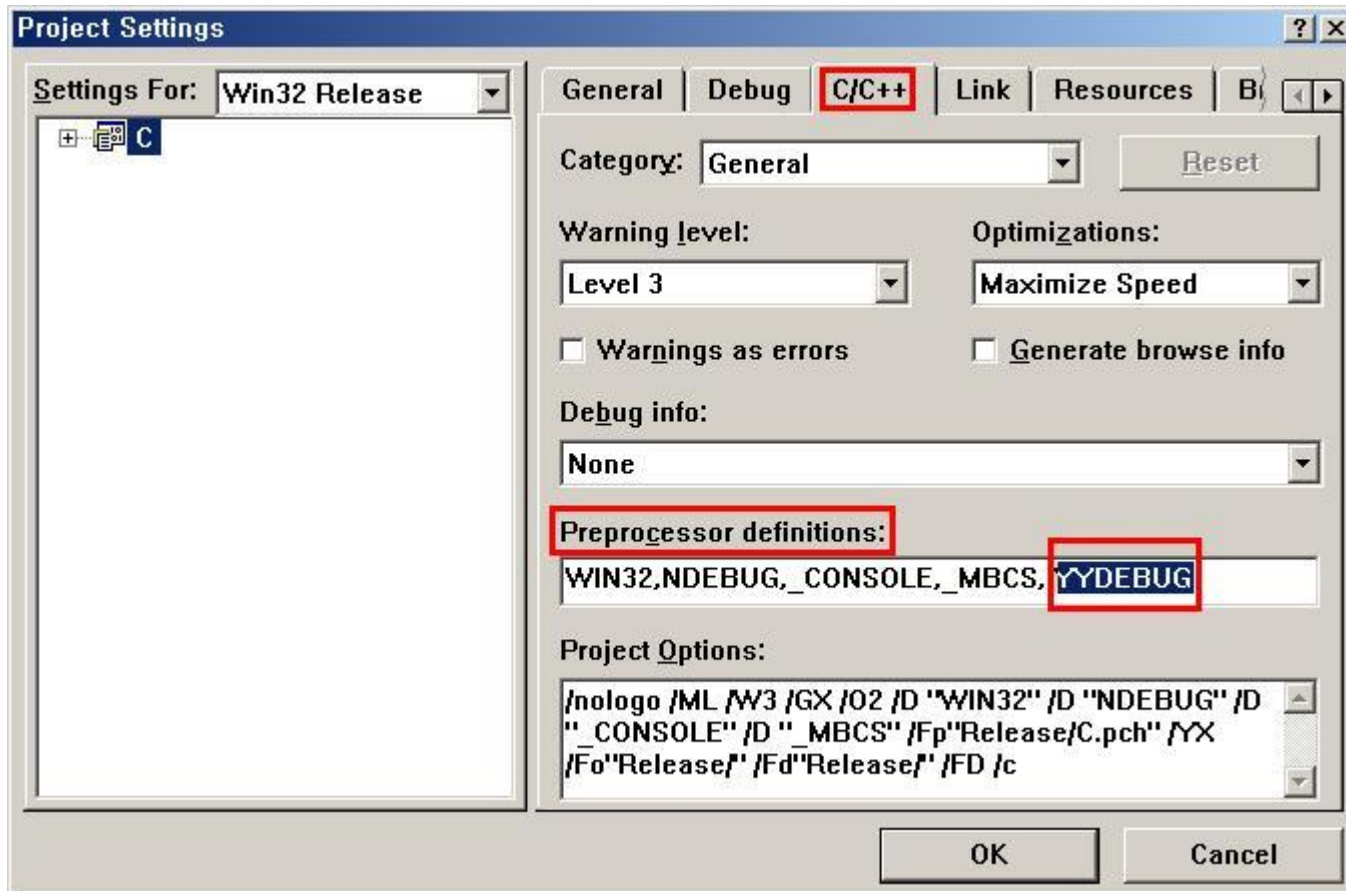 Project Settings
Settings For: Win32 Release
C
General Debug C/C++ Link Resources
Category: General Reset
Warning level: Optimizations:
Level 3 Maximize Speed
Warnings as errors Generate browse info
Debug info:
None
Preprocessor definitions:
WIN32,NDEBUG,_CONSOLE,_MBCS, YYDEBUG
Project Options:
/nologo /ML /W3 /GX /O2 /D "WIN32" /D "NDEBUG" /D
"_CONSOLE" /D "_MBCS" /Fp"Release/C.pch" /YX
/Fo"Release/" /Fd"Release/" /FD /c
OK Cancel